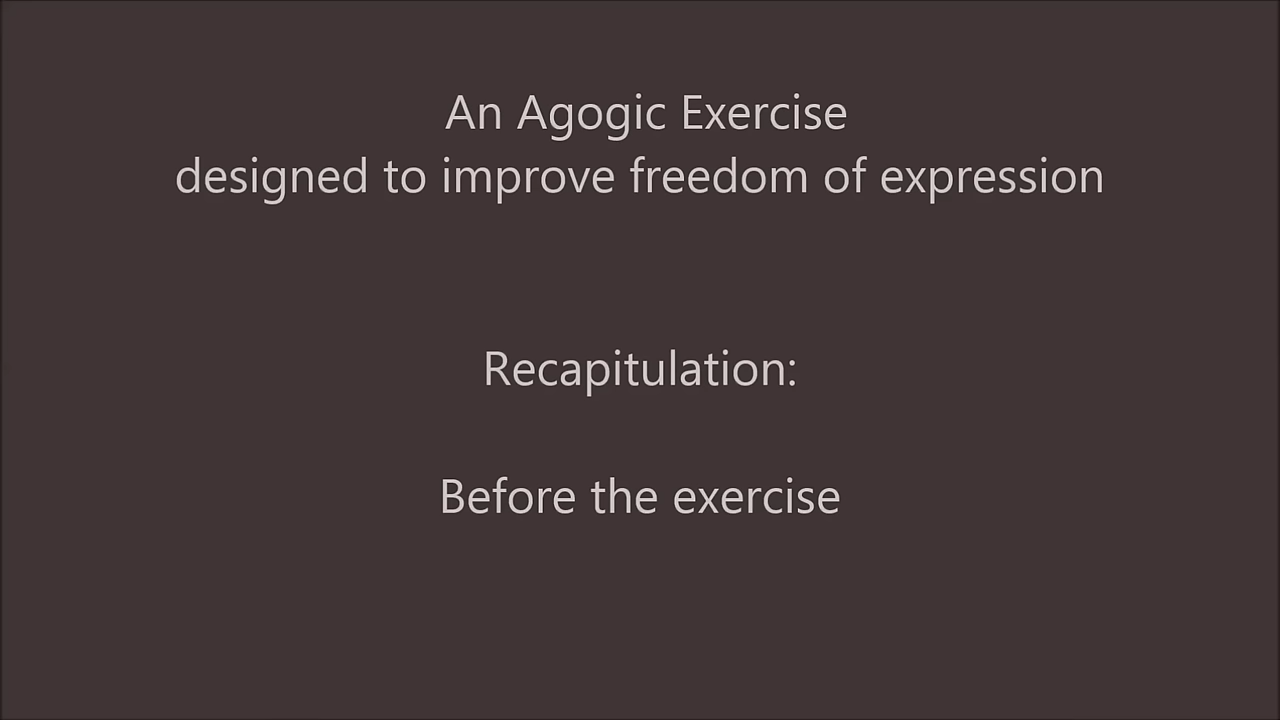 An Agogic Exercise
designed to improve freedom of expression
Recapitulation:
Before the exercise